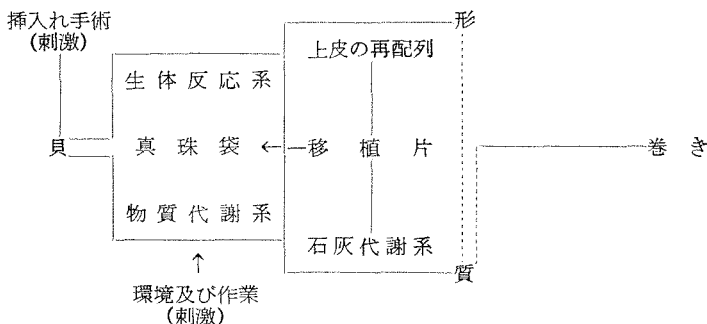 挿入れ手術
(刺激)
形
上皮の再配列
生体反応系
貝
真珠袋
←
移植片
巻き
物質代謝系
石灰代謝系
↑
質
環境及び作業
(刺激)